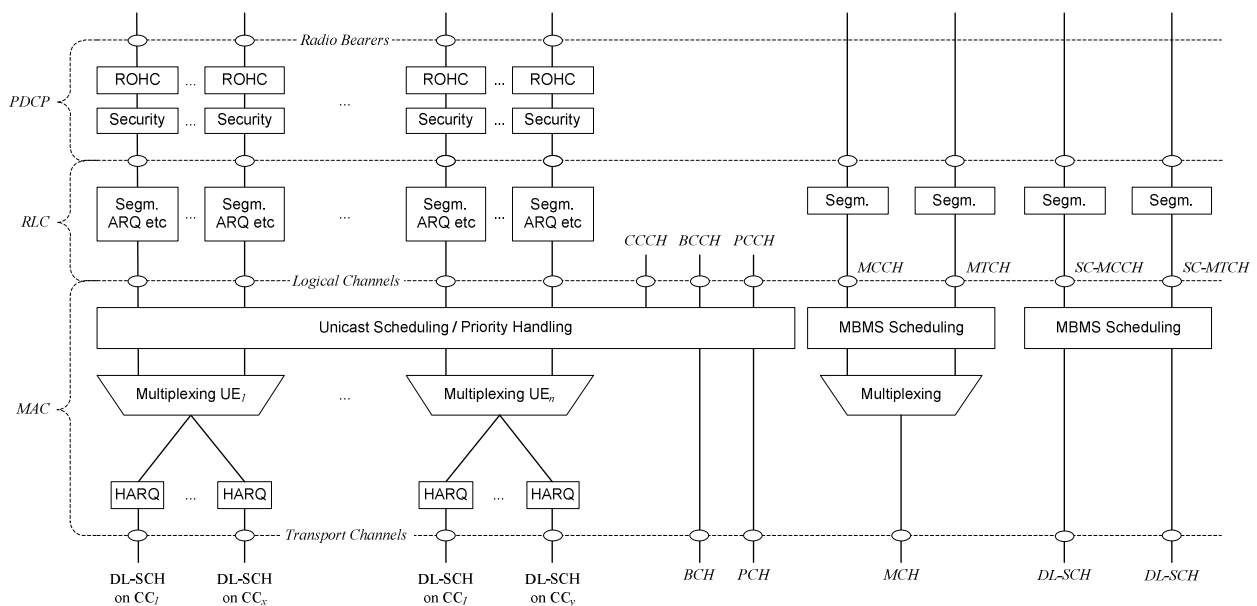 Radio Bearers
ROHC ... ROHC ROHC ... ROHC
PDCP ...
Security ... Security Security ... Security
Segm. Segm. Segm. Segm. Segm. Segm. Segm. Segm.
ARQ etc ... ARQ etc ... ARQ etc ... ARQ etc
RLC
CCCH BCCH PCCH
MCCH MTCH SC-MCCH SC-MTCH
Logical Channels
Unicast Scheduling / Priority Handling MBMS Scheduling MBMS Scheduling
Multiplexing UE1 ... Multiplexing UEn Multiplexing
MAC
HARQ ... HARQ HARQ ... HARQ
Transport Channels
DL-SCH DL-SCH DL-SCH DL-SCH BCH PCH MCH DL-SCH DL-SCH
on CC1 on CCx on CC1 on CCy